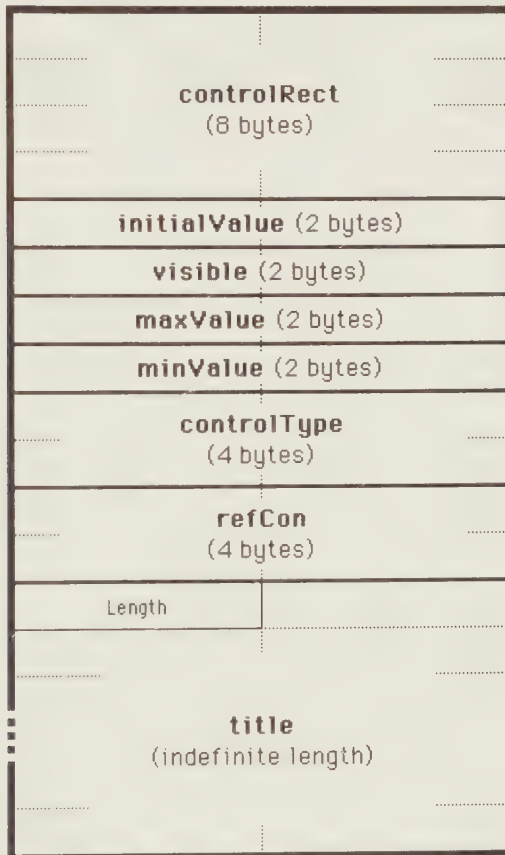 controlRect
(8 bytes)
initialValue (2 bytes)
visible (2 bytes)
maxValue (2 bytes)
minValue (2 bytes)
controlType
(4 bytes)
refCon
(4 bytes)
Length
title
(indefinite length)